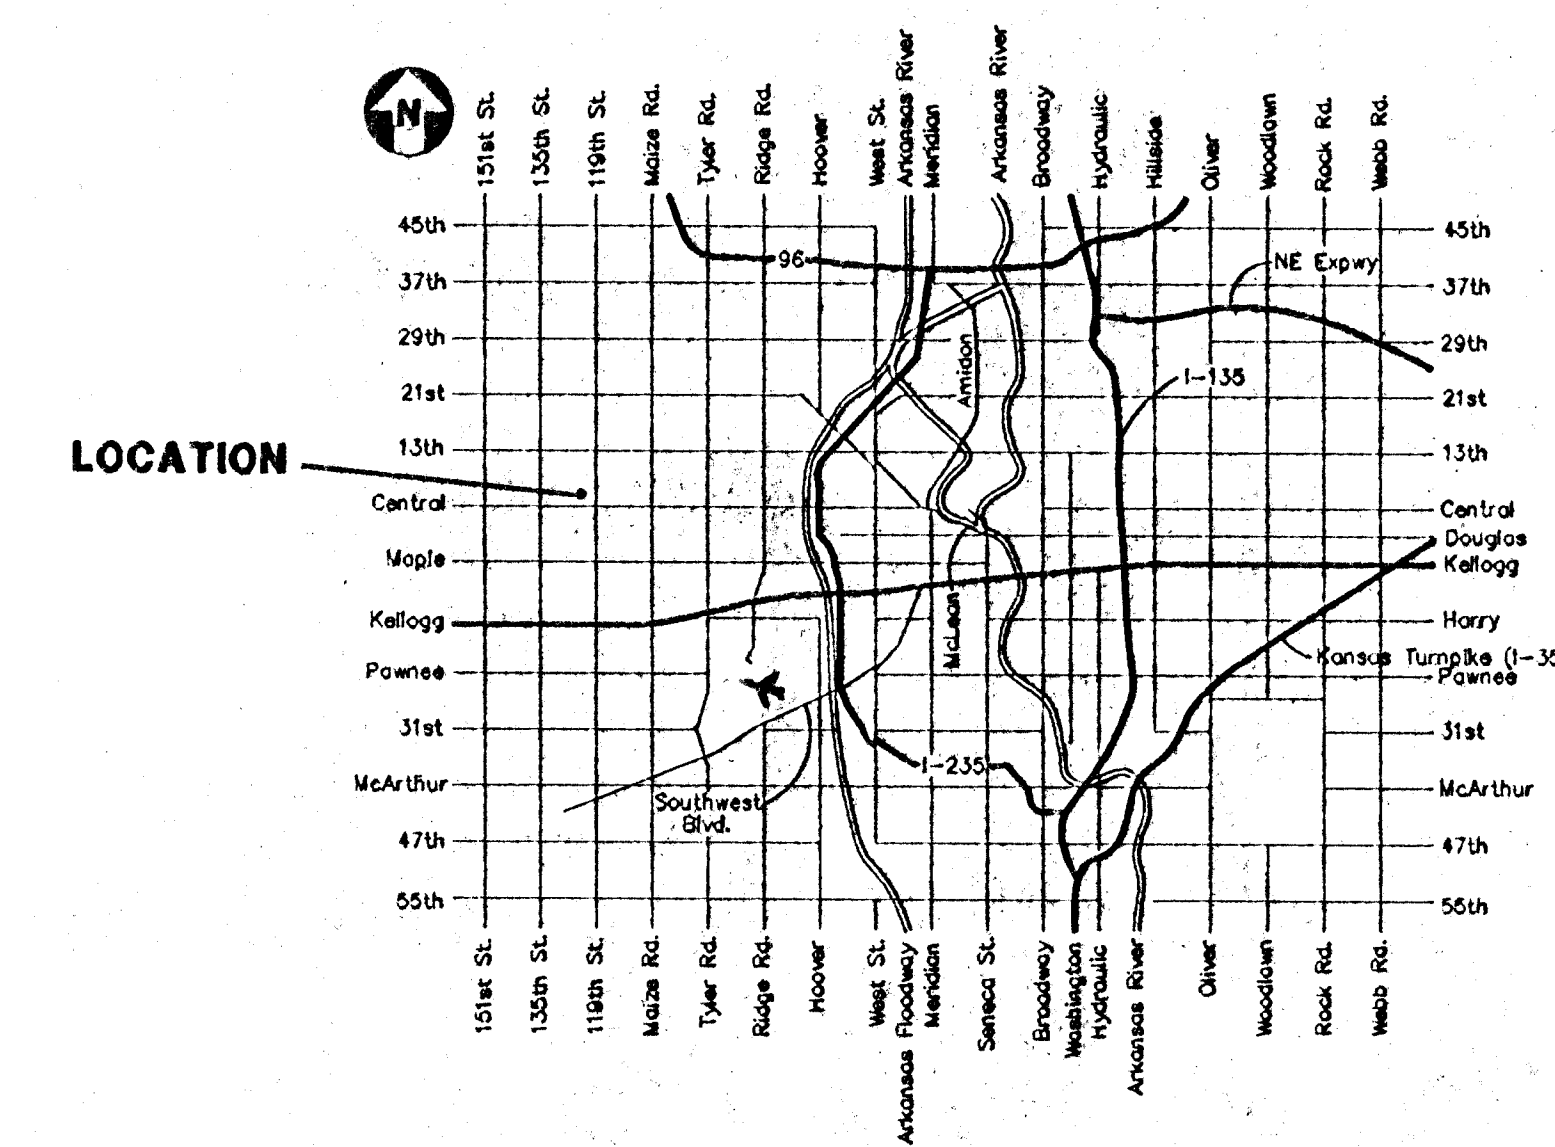 N
151st St.
135th St.
119th St.
Maize Rd.
Tyler Rd.
Ridge Rd.
Hoover
West St.
Arkansas River
Meridian
Arkansas River
Broadway
Hydraulic
Hillside
Oliver
Woodlawn
Rock Rd.
Webb Rd.
45th
45th
96
NE Expwy
37th
37th
29th
29th
Amidon
I-135
21st
21st
LOCATION
13th
13th
Central
Central
Douglas
Maple
Kellogg
Kellogg
Harry
McLean
Kansas Turnpike (I-35
Pawnee
Pawnee
31st
31st
I-235
McArthur
McArthur
Southwest
Blvd.
47th
47th
55th
55th
151st St.
135th St.
119th St.
Maize Rd.
Tyler Rd.
Ridge Rd.
Hoover
West St.
Arkansas Floodway
Meridian
Seneca St.
Broadway
Washington
Hydraulic
Arkansas River
Oliver
Woodlawn
Rock Rd.
Webb Rd.